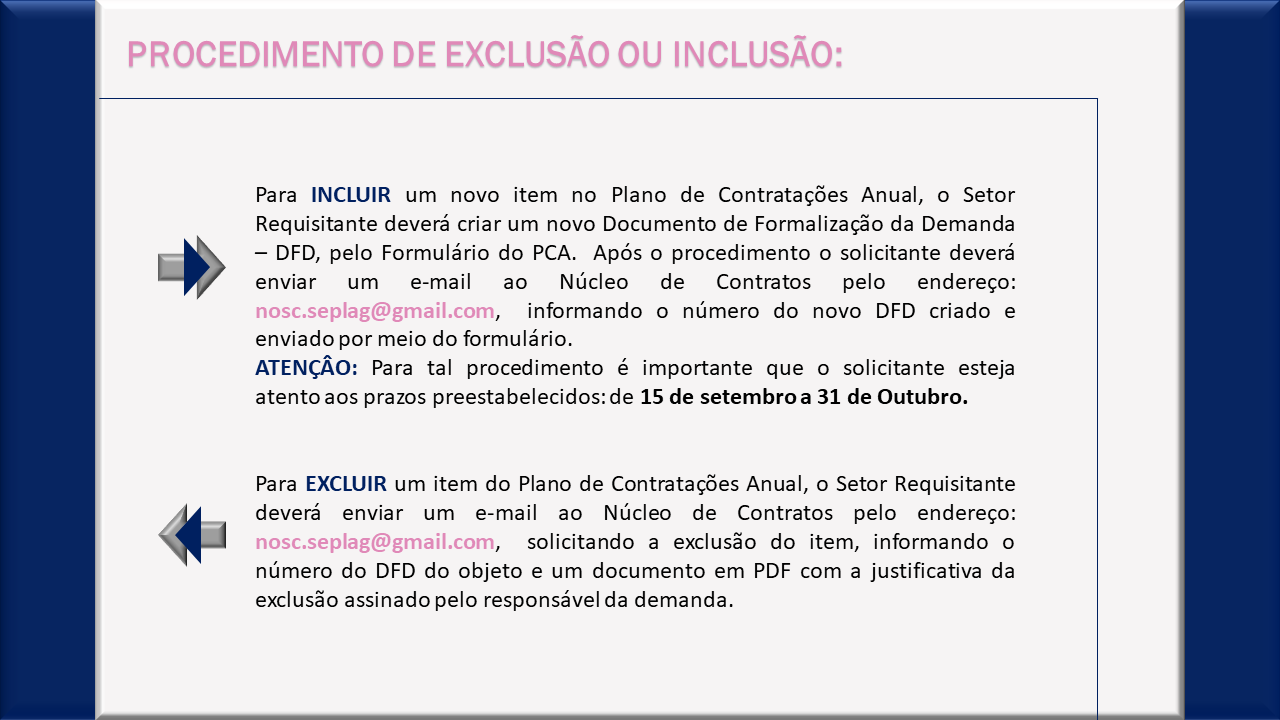 PROCEDIMENTO DE EXCLUSÃO OU INCLUSÃO:
Para INCLUIR um novo item no Plano de Contratações Anual, o Setor
Requisitante deverá criar um novo Documento de Formalização da Demanda
– DFD, pelo Formulário do PCA. Após o procedimento o solicitante deverá
enviar um e-mail ao Núcleo de Contratos pelo endereço:
nosc.seplag@gmail.com, informando o número do novo DFD criado e
enviado por meio do formulário.
ATENÇÂO: Para tal procedimento é importante que o solicitante esteja
atento aos prazos preestabelecidos: de 15 de setembro a 31 de Outubro.
Para EXCLUIR um item do Plano de Contratações Anual, o Setor Requisitante
deverá enviar um e-mail ao Núcleo de Contratos pelo endereço:
nosc.seplag@gmail.com, solicitando a exclusão do item, informando o
número do DFD do objeto e um documento em PDF com a justificativa da
exclusão assinado pelo responsável da demanda.